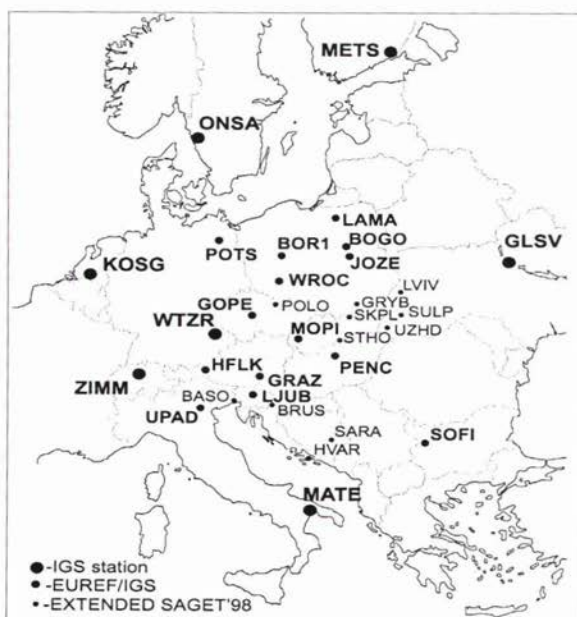 METS
ONSA
LAMA
BOGO
POTS
BOR1
JOZE
GLSV
KOSG
WROC
LVIV
POLO
GRYB
GOPE
SKPL
SULP
WTZR
UZHD
MOPI
STHO
PENC
HFLK
ZIMM
GRAZ
BASO
LJUB
BRUS
UPAD
SARA
SOFI
HVAR
MATE
-IGS station
-EUREF/IGS
-EXTENDED SAGET'98